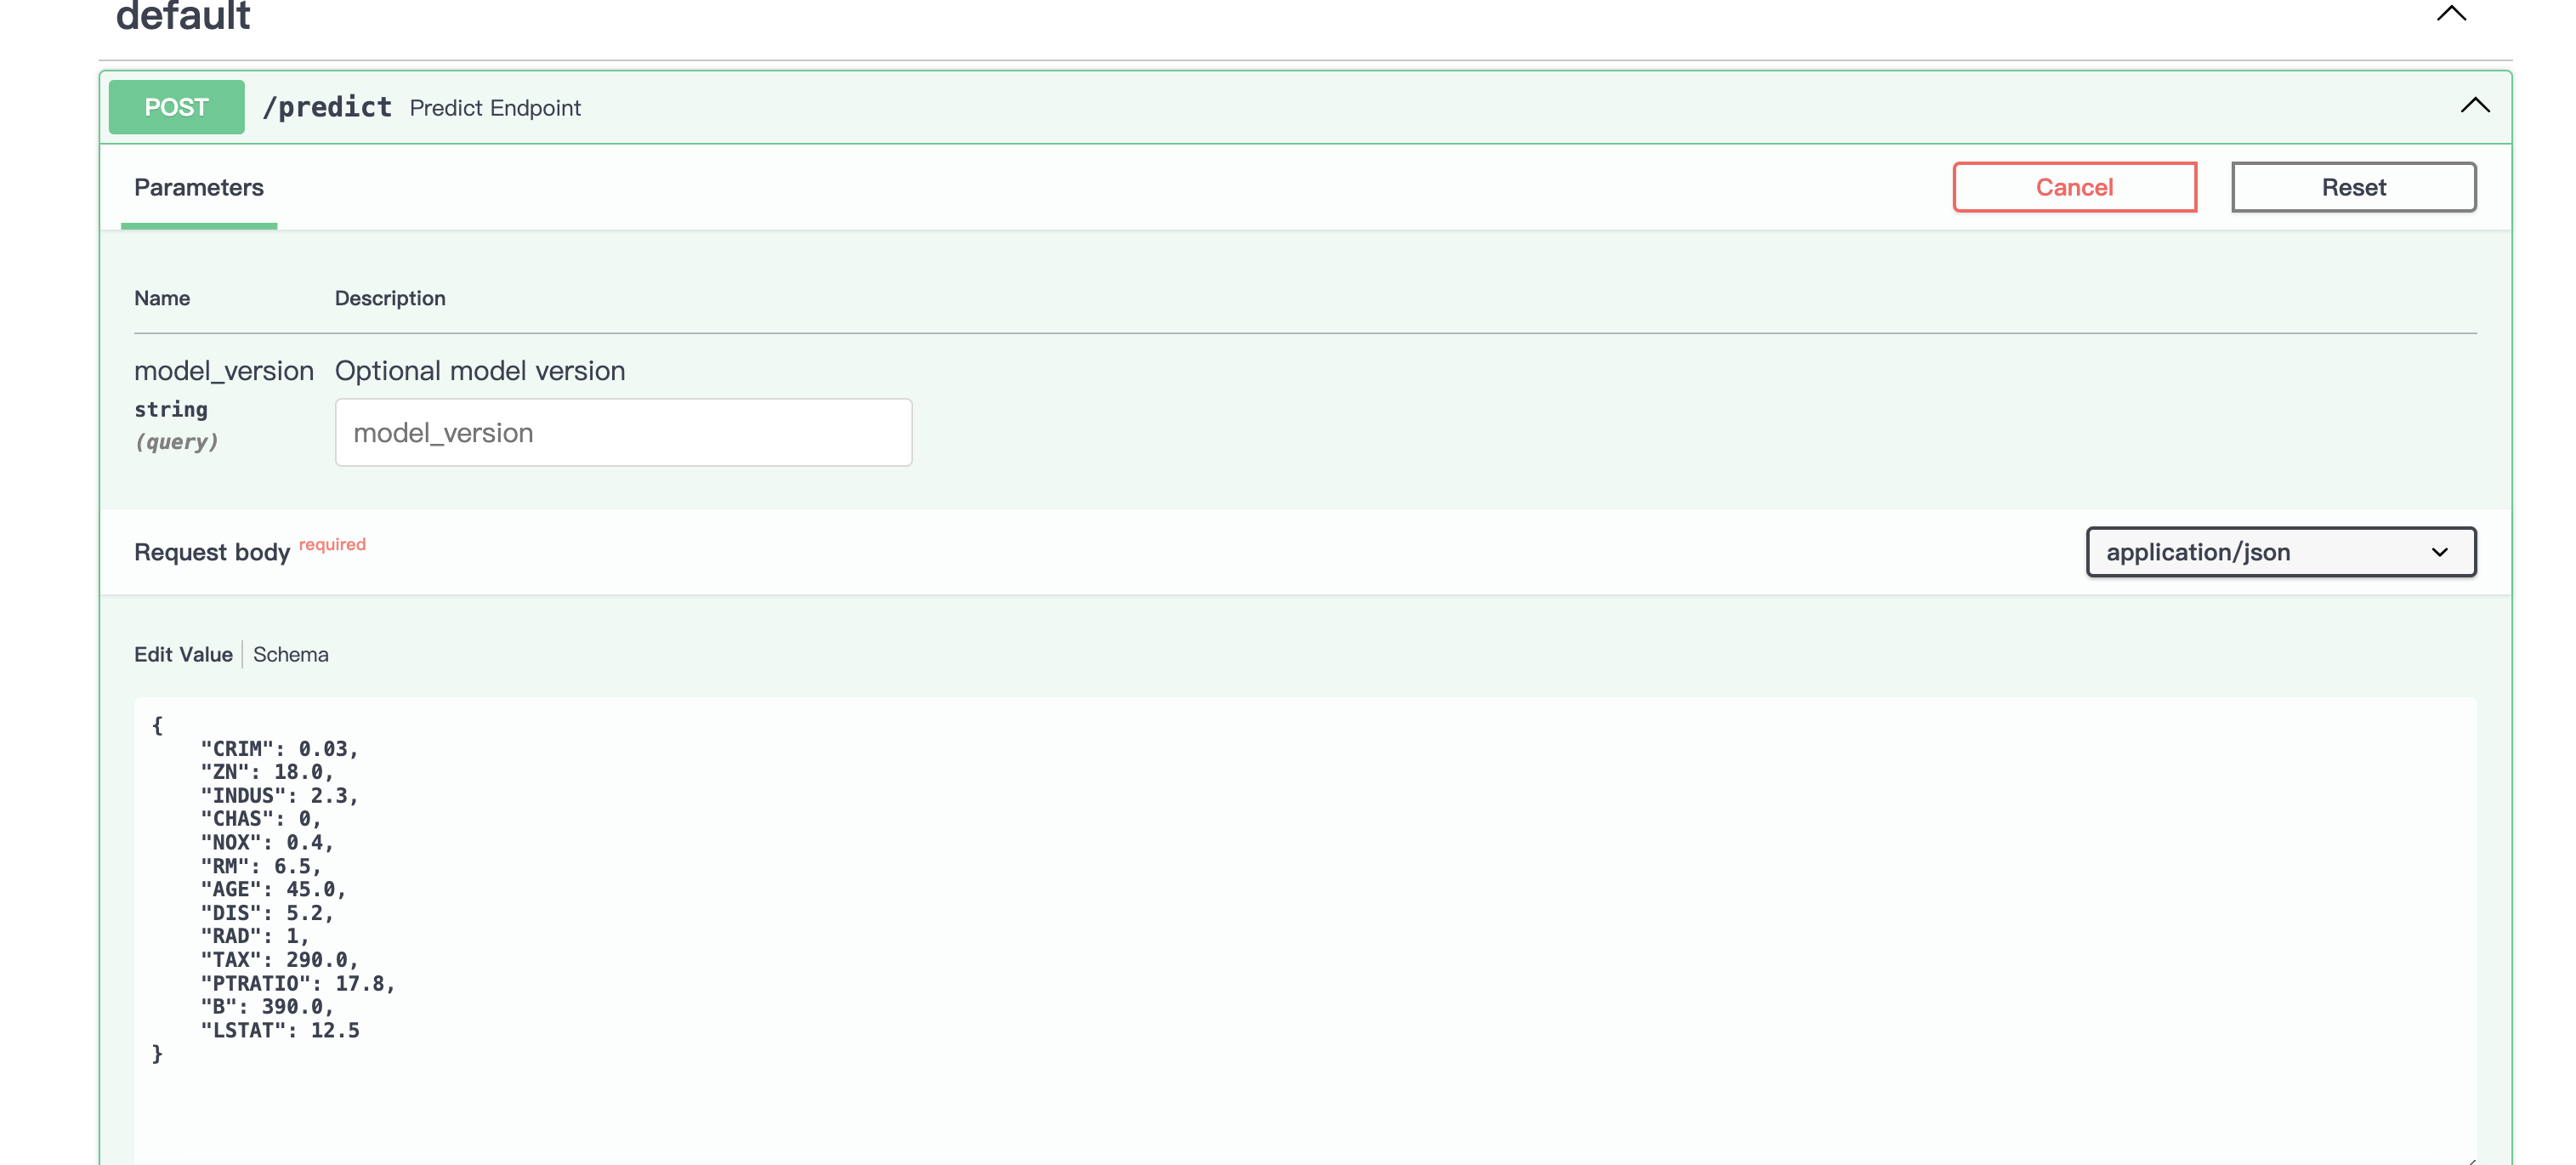 default
POST /predict Predict Endpoint
Parameters
Cancel
Reset
Name Description
model_version Optional model version
string
(query)
model_version
Request body required
application/json
Edit Value Schema
{
    "CRIM": 0.03,
    "ZN": 18.0,
    "INDUS": 2.3,
    "CHAS": 0,
    "NOX": 0.4,
    "RM": 6.5,
    "AGE": 45.0,
    "DIS": 5.2,
    "RAD": 1,
    "TAX": 290.0,
    "PTRATIO": 17.8,
    "B": 390.0,
    "LSTAT": 12.5
}